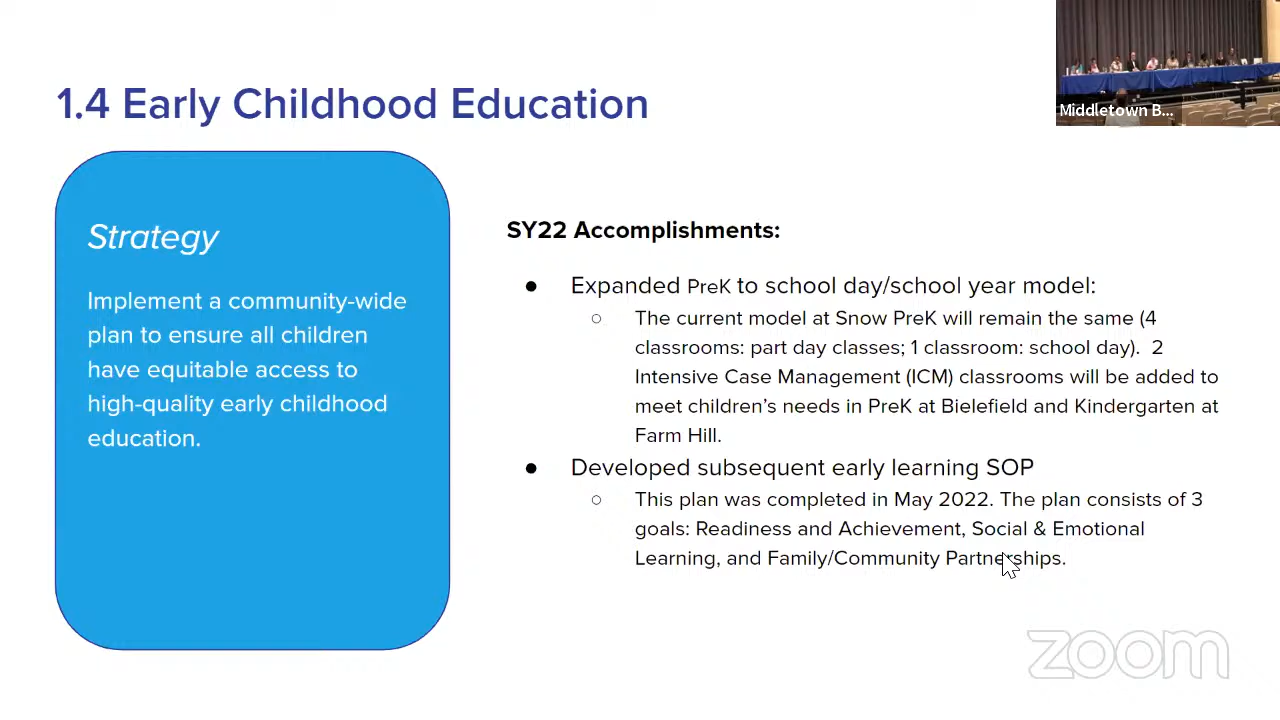 1.4 Early Childhood Education
Middletown B...
Strategy
Implement a community-wide
plan to ensure all children
have equitable access to
high-quality early childhood
education.
SY22 Accomplishments:
● Expanded PreK to school day/school year model:
○ The current model at Snow PreK will remain the same (4
classrooms: part day classes; 1 classroom: school day).  2
Intensive Case Management (ICM) classrooms will be added to
meet children’s needs in PreK at Bielefield and Kindergarten at
Farm Hill.
● Developed subsequent early learning SOP
○ This plan was completed in May 2022. The plan consists of 3
goals: Readiness and Achievement, Social & Emotional
Learning, and Family/Community Partnerships.
zoom